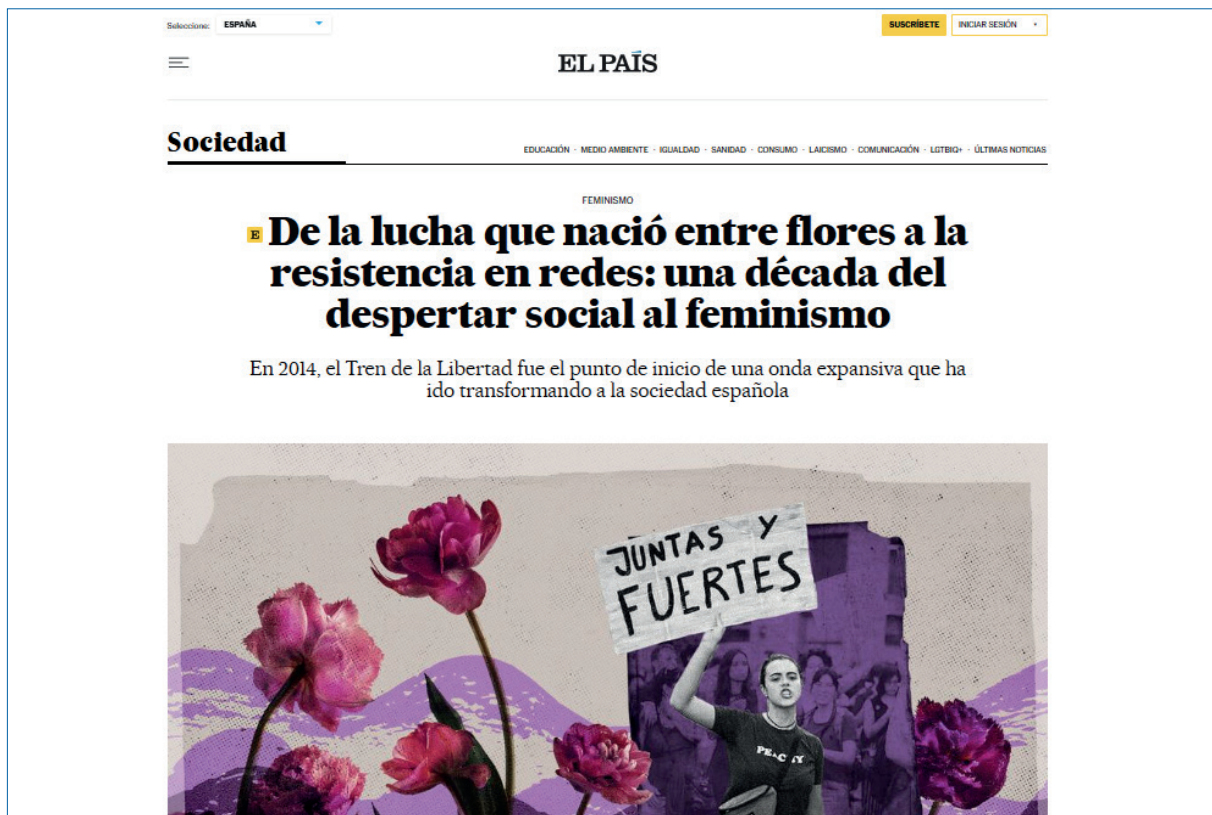 Seleccione: ESPAÑA
SUSCRÍBETE INICIAR SESIÓN
EL PAÍS
Sociedad
EDUCACIÓN · MEDIO AMBIENTE · IGUALDAD · SANIDAD · CONSUMO · LAICISMO · COMUNICACIÓN · LGTBIQ+ · ÚLTIMAS NOTICIAS
FEMINISMO
E De la lucha que nació entre flores a la
resistencia en redes: una década del
despertar social al feminismo
En 2014, el Tren de la Libertad fue el punto de inicio de una onda expansiva que ha
ido transformando a la sociedad española
JUNTAS Y
FUERTES